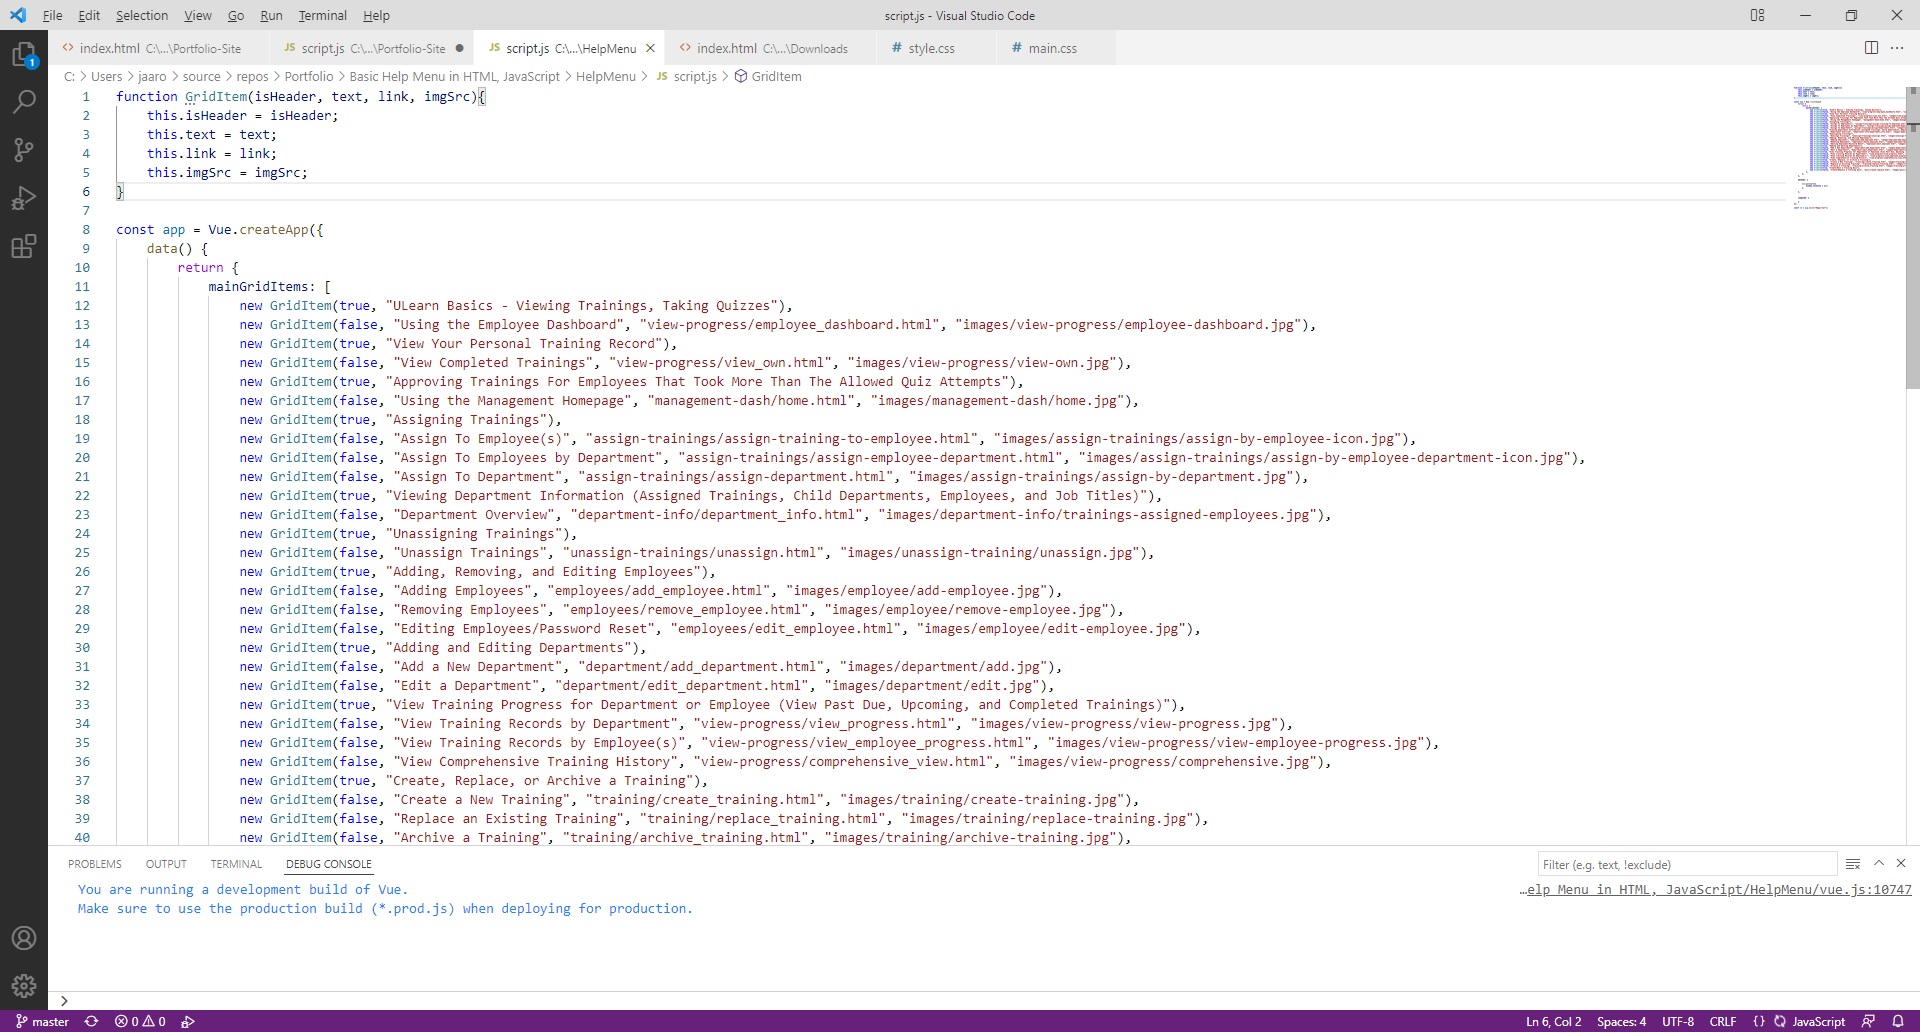 File Edit Selection View Go Run Terminal Help script.js - Visual Studio Code
index.html C:\...\Portfolio-Site JS script.js C:\...\Portfolio-Site JS script.js C:\...\HelpMenu index.html C:\...\Downloads # style.css # main.css
C: > Users > jaaro > source > repos > Portfolio > Basic Help Menu in HTML, JavaScript > HelpMenu > JS script.js > GridItem
1 function GridItem(isHeader, text, link, imgSrc){
2 this.isHeader = isHeader;
3 this.text = text;
4 this.link = link;
5 this.imgSrc = imgSrc;
6 }
7
8 const app = Vue.createApp({
9 data() {
10 return {
11 mainGridItems: [
12 new GridItem(true, "ULearn Basics - Viewing Trainings, Taking Quizzes"),
13 new GridItem(false, "Using the Employee Dashboard", "view-progress/employee_dashboard.html", "images/view-progress/employee-dashboard.jpg"),
14 new GridItem(true, "View Your Personal Training Record"),
15 new GridItem(false, "View Completed Trainings", "view-progress/view_own.html", "images/view-progress/view-own.jpg"),
16 new GridItem(true, "Approving Trainings For Employees That Took More Than The Allowed Quiz Attempts"),
17 new GridItem(false, "Using the Management Homepage", "management-dash/home.html", "images/management-dash/home.jpg"),
18 new GridItem(true, "Assigning Trainings"),
19 new GridItem(false, "Assign To Employee(s)", "assign-trainings/assign-training-to-employee.html", "images/assign-trainings/assign-by-employee-icon.jpg"),
20 new GridItem(false, "Assign To Employees by Department", "assign-trainings/assign-employee-department.html", "images/assign-trainings/assign-by-employee-department-icon.jpg"),
21 new GridItem(false, "Assign To Department", "assign-trainings/assign-department.html", "images/assign-trainings/assign-by-department.jpg"),
22 new GridItem(true, "Viewing Department Information (Assigned Trainings, Child Departments, Employees, and Job Titles)"),
23 new GridItem(false, "Department Overview", "department-info/department_info.html", "images/department-info/trainings-assigned-employees.jpg"),
24 new GridItem(true, "Unassigning Trainings"),
25 new GridItem(false, "Unassign Trainings", "unassign-trainings/unassign.html", "images/unassign-training/unassign.jpg"),
26 new GridItem(true, "Adding, Removing, and Editing Employees"),
27 new GridItem(false, "Adding Employees", "employees/add_employee.html", "images/employee/add-employee.jpg"),
28 new GridItem(false, "Removing Employees", "employees/remove_employee.html", "images/employee/remove-employee.jpg"),
29 new GridItem(false, "Editing Employees/Password Reset", "employees/edit_employee.html", "images/employee/edit-employee.jpg"),
30 new GridItem(true, "Adding and Editing Departments"),
31 new GridItem(false, "Add a New Department", "department/add_department.html", "images/department/add.jpg"),
32 new GridItem(false, "Edit a Department", "department/edit_department.html", "images/department/edit.jpg"),
33 new GridItem(true, "View Training Progress for Department or Employee (View Past Due, Upcoming, and Completed Trainings)"),
34 new GridItem(false, "View Training Records by Department", "view-progress/view_progress.html", "images/view-progress/view-progress.jpg"),
35 new GridItem(false, "View Training Records by Employee(s)", "view-progress/view_employee_progress.html", "images/view-progress/view-employee-progress.jpg"),
36 new GridItem(false, "View Comprehensive Training History", "view-progress/comprehensive_view.html", "images/view-progress/comprehensive.jpg"),
37 new GridItem(true, "Create, Replace, or Archive a Training"),
38 new GridItem(false, "Create a New Training", "training/create_training.html", "images/training/create-training.jpg"),
39 new GridItem(false, "Replace an Existing Training", "training/replace_training.html", "images/training/replace-training.jpg"),
40 new GridItem(false, "Archive a Training", "training/archive_training.html", "images/training/archive-training.jpg"),
PROBLEMS OUTPUT TERMINAL DEBUG CONSOLE Filter (e.g. text, !exclude)
You are running a development build of Vue. …elp Menu in HTML, JavaScript/HelpMenu/vue.js:10747
Make sure to use the production build (*.prod.js) when deploying for production.
master 0 0 Ln 6, Col 2 Spaces: 4 UTF-8 CRLF {} JavaScript